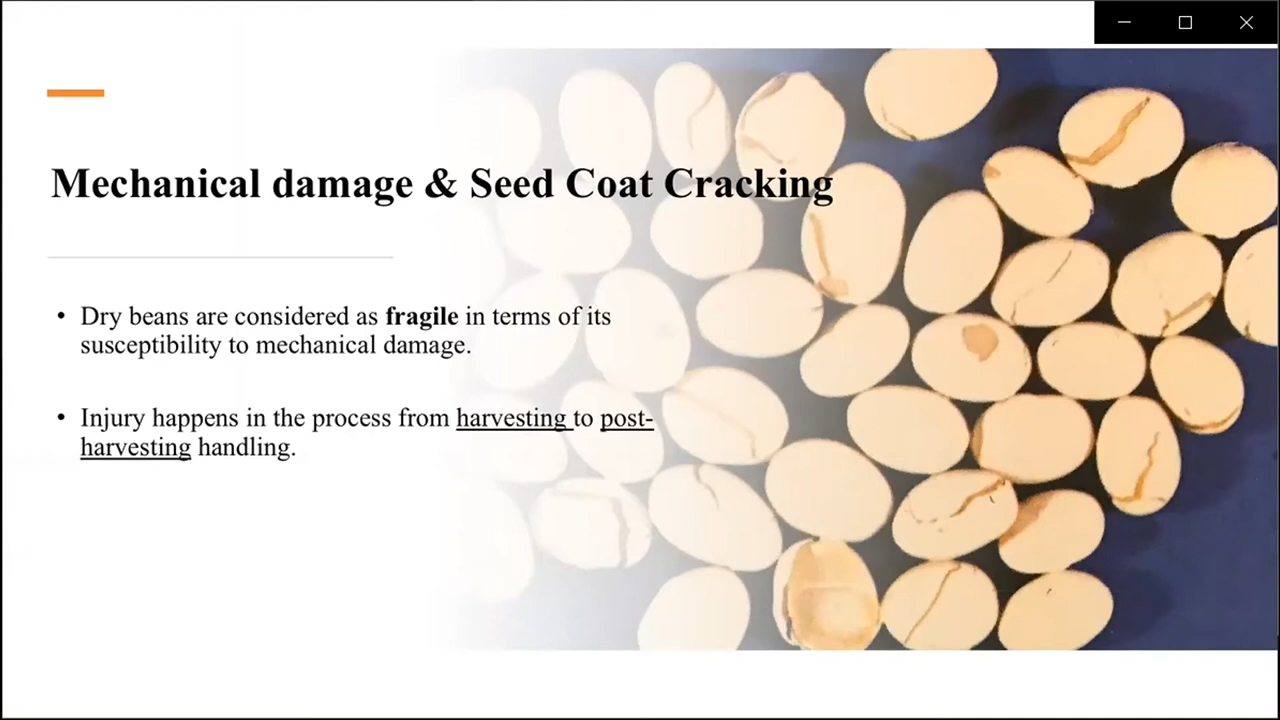 Mechanical damage & Seed Coat Cracking
• Dry beans are considered as fragile in terms of its
susceptibility to mechanical damage.
• Injury happens in the process from harvesting to post-
harvesting handling.